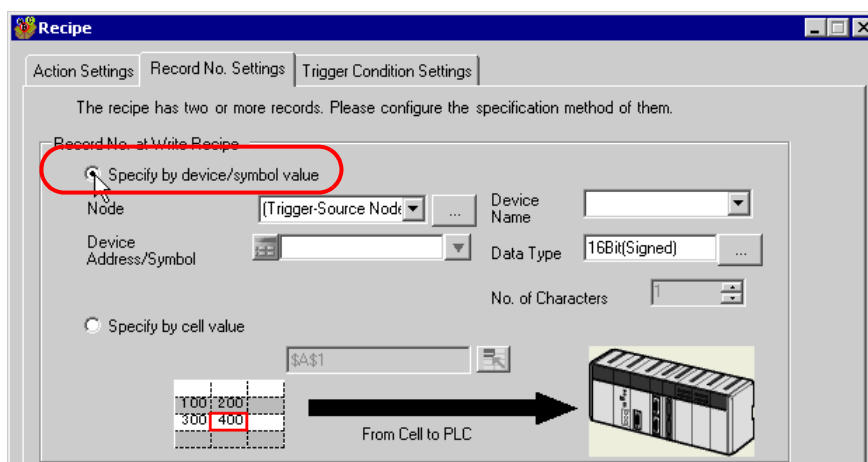 Recipe
Action Settings Record No. Settings Trigger Condition Settings
The recipe has two or more records. Please configure the specification method of them.
Record No. at Write Recipe
Specify by device/symbol value
Node (Trigger-Source Node ... Device Name
Device Address/Symbol Data Type 16Bit(Signed) ...
No. of Characters 1
Specify by cell value
$A$1
100 200
300 400
From Cell to PLC